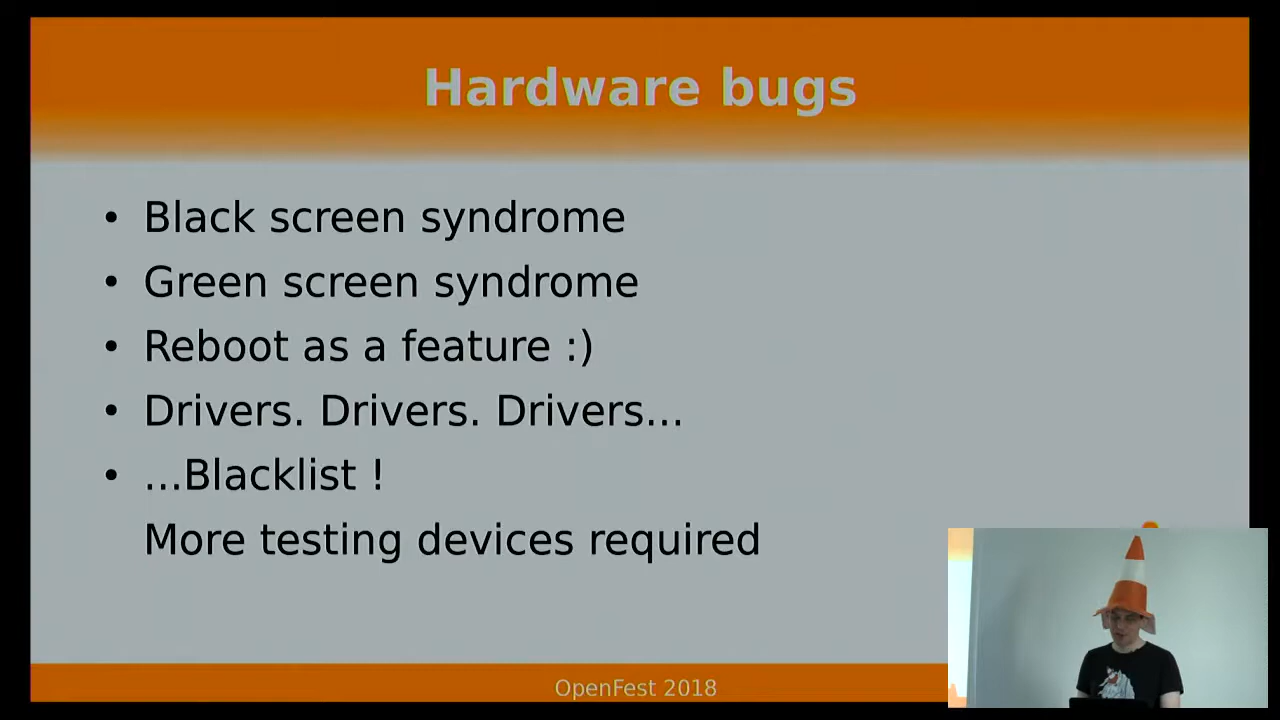 Hardware bugs
• Black screen syndrome
• Green screen syndrome
• Reboot as a feature :)
• Drivers. Drivers. Drivers...
• ...Blacklist !
More testing devices required
OpenFest 2018